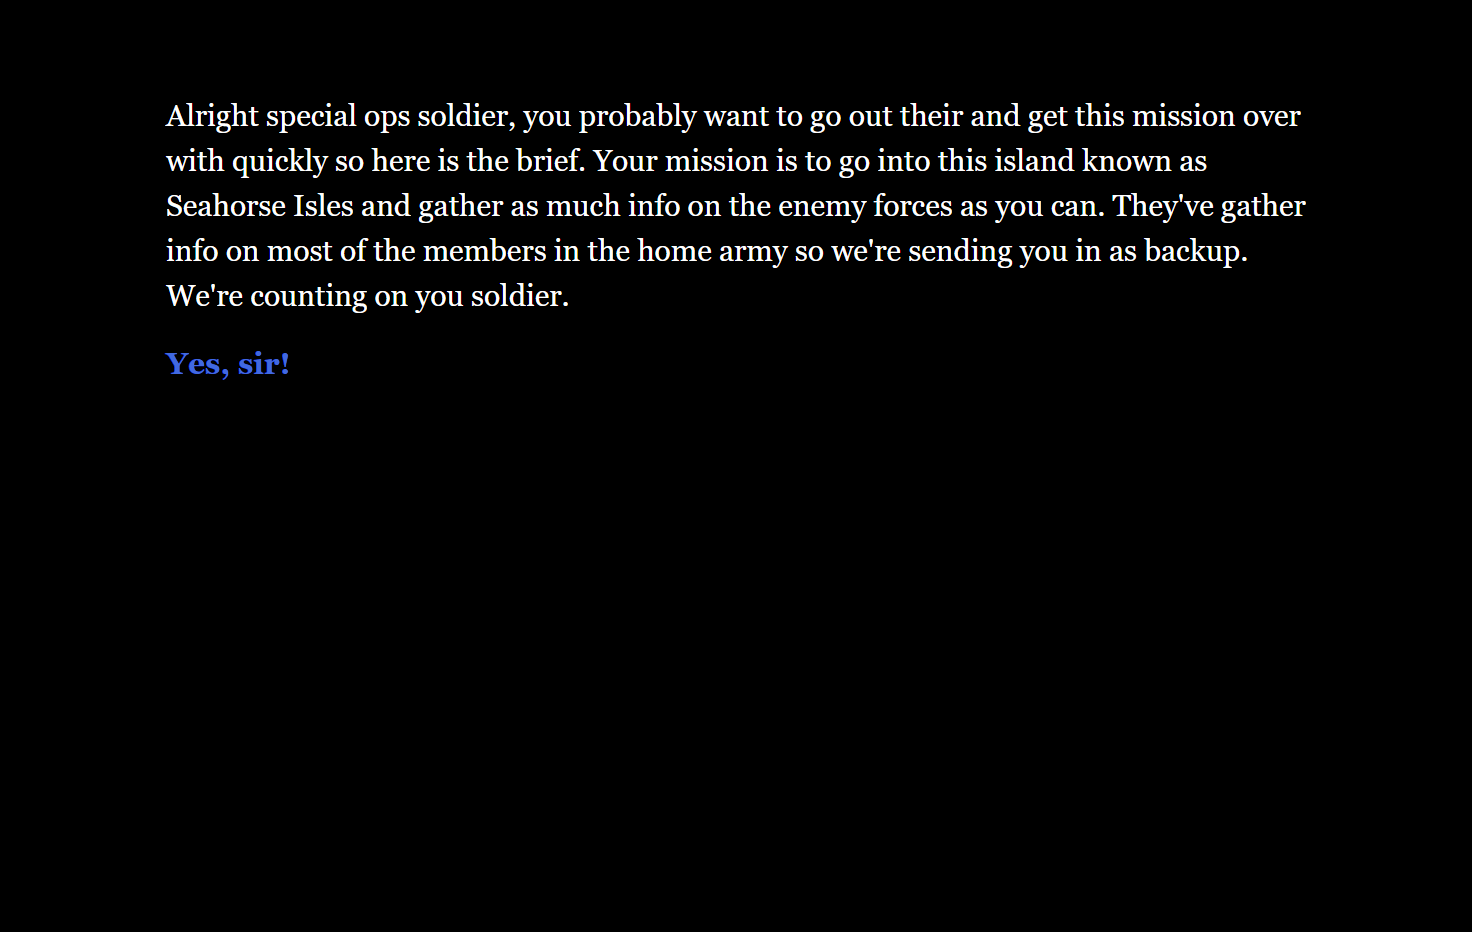 Alright special ops soldier, you probably want to go out their and get this mission over
with quickly so here is the brief. Your mission is to go into this island known as
Seahorse Isles and gather as much info on the enemy forces as you can. They've gather
info on most of the members in the home army so we're sending you in as backup.
We're counting on you soldier.
Yes, sir!